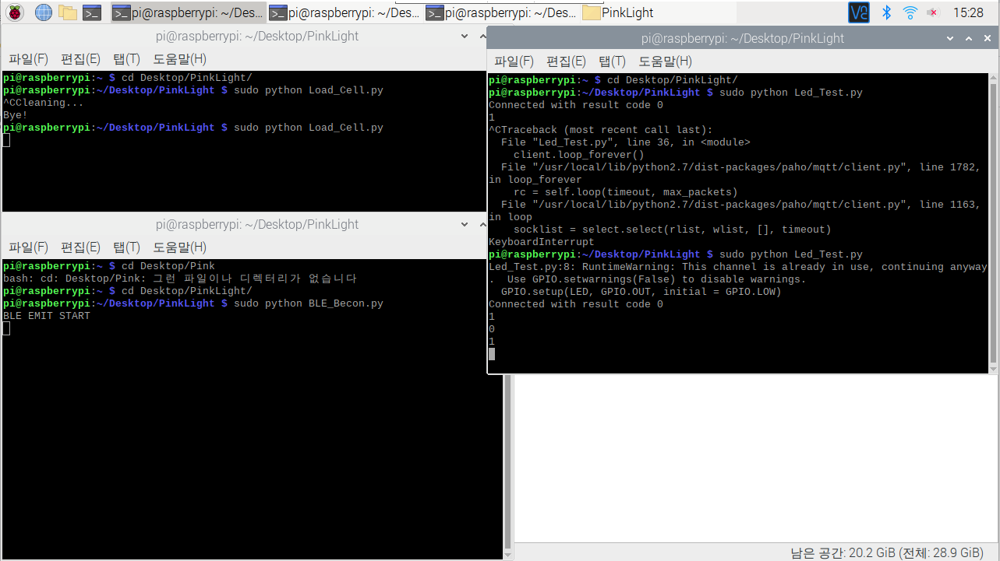 pi@raspberrypi: ~/Des... pi@raspberrypi: ~/Des... pi@raspberrypi: ~/Des... PinkLight 15:28
pi@raspberrypi: ~/Desktop/PinkLight
파일(F) 편집(E) 탭(T) 도움말(H)
pi@raspberrypi:~ $ cd Desktop/PinkLight/
pi@raspberrypi:~/Desktop/PinkLight $ sudo python Load_Cell.py
^CCleaning...
Bye!
pi@raspberrypi:~/Desktop/PinkLight $ sudo python Load_Cell.py
pi@raspberrypi: ~/Desktop/PinkLight
파일(F) 편집(E) 탭(T) 도움말(H)
pi@raspberrypi:~ $ cd Desktop/Pink
bash: cd: Desktop/Pink: 그런 파일이나 디렉터리가 없습니다
pi@raspberrypi:~ $ cd Desktop/PinkLight/
pi@raspberrypi:~/Desktop/PinkLight $ sudo python BLE_Becon.py
BLE EMIT START
pi@raspberrypi: ~/Desktop/PinkLight
파일(F) 편집(E) 탭(T) 도움말(H)
pi@raspberrypi:~ $ cd Desktop/PinkLight/
pi@raspberrypi:~/Desktop/PinkLight $ sudo python Led_Test.py
Connected with result code 0
1
^CTraceback (most recent call last):
  File "Led_Test.py", line 36, in <module>
    client.loop_forever()
  File "/usr/local/lib/python2.7/dist-packages/paho/mqtt/client.py", line 1782,
in loop_forever
    rc = self.loop(timeout, max_packets)
  File "/usr/local/lib/python2.7/dist-packages/paho/mqtt/client.py", line 1163,
in loop
    socklist = select.select(rlist, wlist, [], timeout)
KeyboardInterrupt
pi@raspberrypi:~/Desktop/PinkLight $ sudo python Led_Test.py
Led_Test.py:8: RuntimeWarning: This channel is already in use, continuing anyway
.  Use GPIO.setwarnings(False) to disable warnings.
  GPIO.setup(LED, GPIO.OUT, initial = GPIO.LOW)
Connected with result code 0
1
0
1
남은 공간: 20.2 GiB (전체: 28.9 GiB)